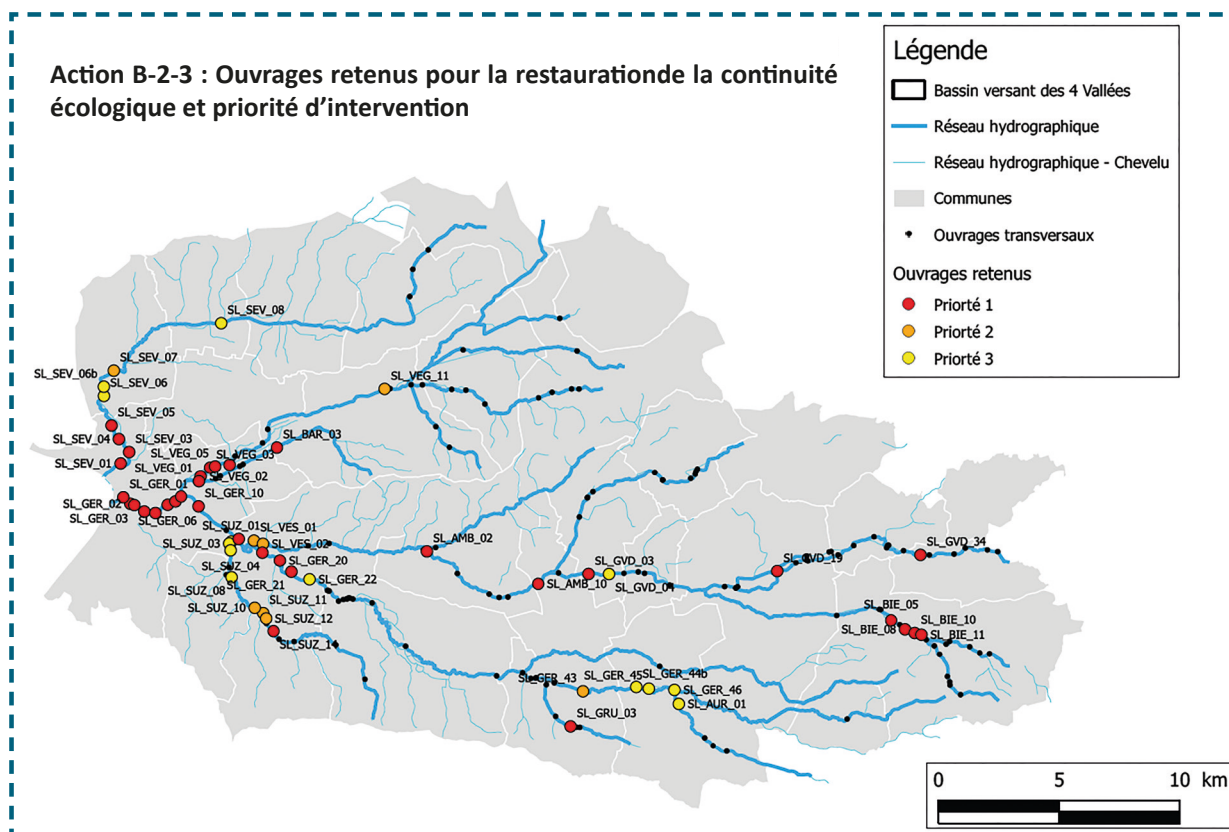 Action B-2-3 : Ouvrages retenus pour la restaurationde la continuité
écologique et priorité d'intervention
Légende
Bassin versant des 4 Vallées
Réseau hydrographique
Réseau hydrographique - Chevelu
Communes
Ouvrages transversaux
Ouvrages retenus
Priorté 1
Priorté 2
Priorté 3
SL_SEV_08
SL_SEV_07
SL_SEV_06b
SL_SEV_06
SL_VEG_11
SL_SEV_05
SL_SEV_04
SL_SEV_03
SL_BAR_03
SL_VEG_05
SL_VEG_03
SL_SEV_01
SL_VEG_01
SL_VEG_02
SL_GER_01
SL_GER_10
SL_GER_02
SL_GER_03
SL_GER_06
SL_SUZ_01
SL_VES_01
SL_SUZ_03
SL_VES_02
SL_AMB_02
SL_GVD_34
SL_GER_20
SL_GVD_03
SL_GVD_19
SL_SUZ_04
SL_GER_22
SL_AMB_10
SL_GVD_04
SL_SUZ_08
SL_GER_21
SL_SUZ_10
SL_SUZ_11
SL_SUZ_12
SL_SUZ_14
SL_BIE_05
SL_BIE_10
SL_BIE_08
SL_BIE_11
SL_GER_43
SL_GER_45
SL_GER_44b
SL_GER_46
SL_AUR_01
SL_GRU_03
0 5 10 km